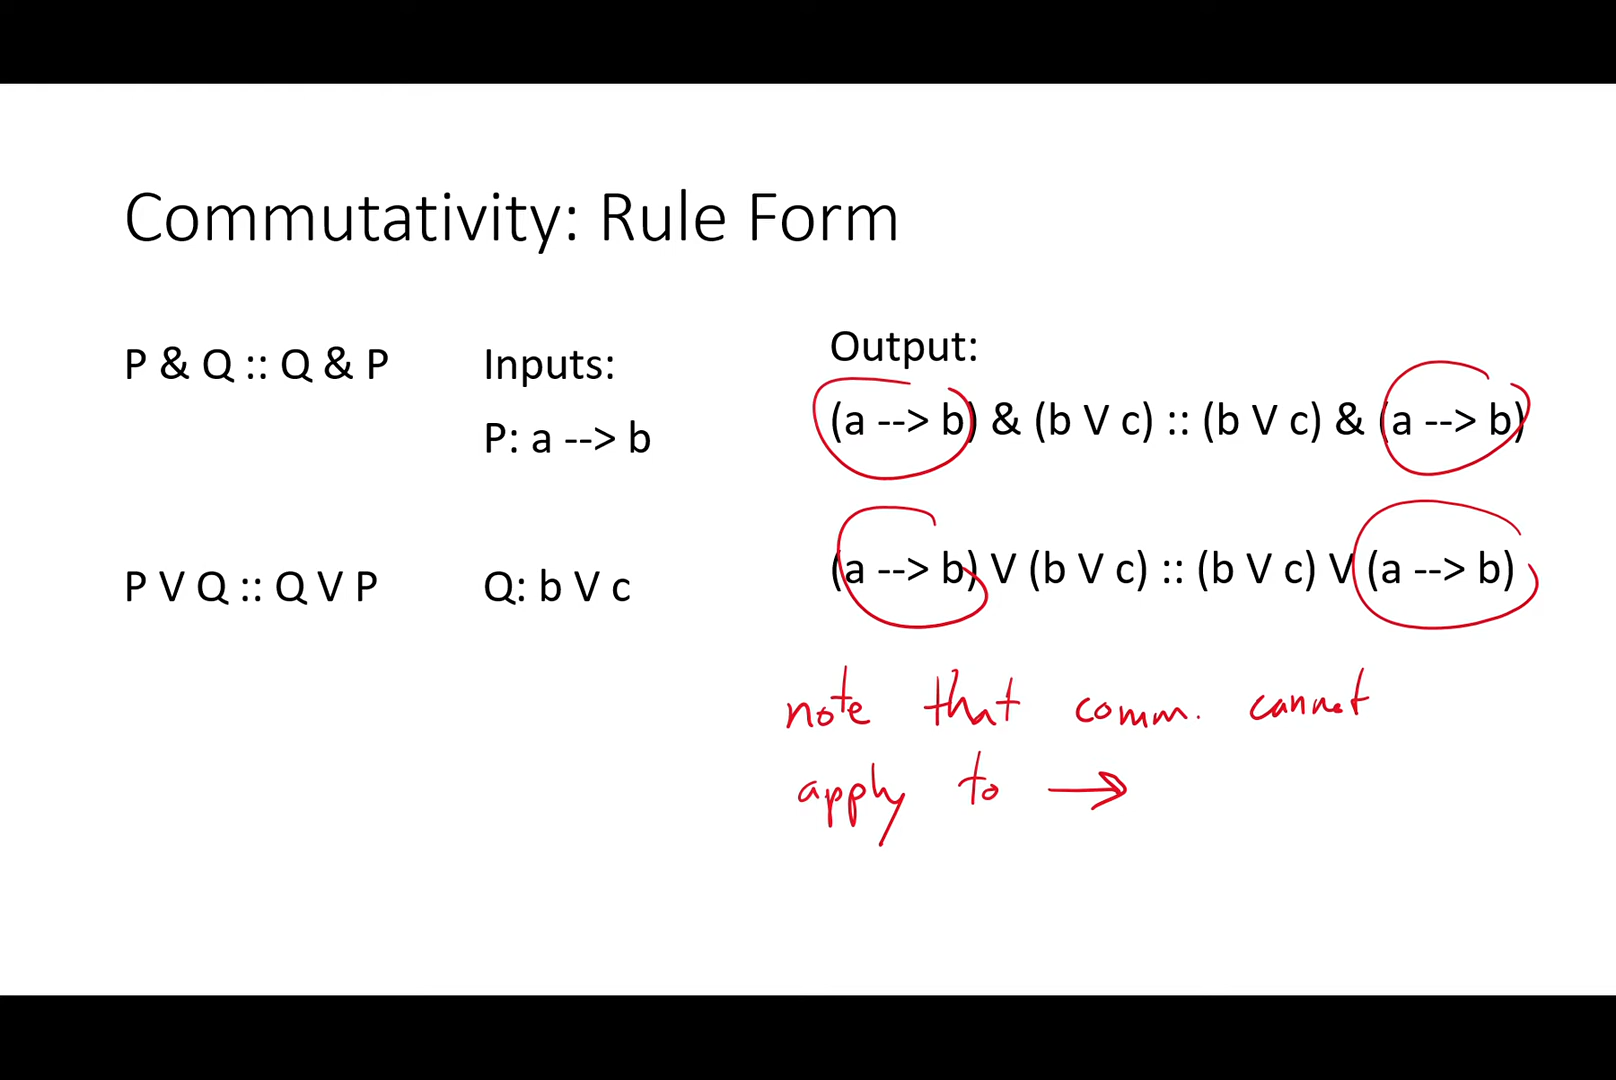 Commutativity: Rule Form
P & Q :: Q & P
Inputs:
P: a --> b
P V Q :: Q V P
Q: b V c
Output:
(a --> b) & (b V c) :: (b V c) & (a --> b)
(a --> b) V (b V c) :: (b V c) V (a --> b)
note that comm. cannot
apply to →